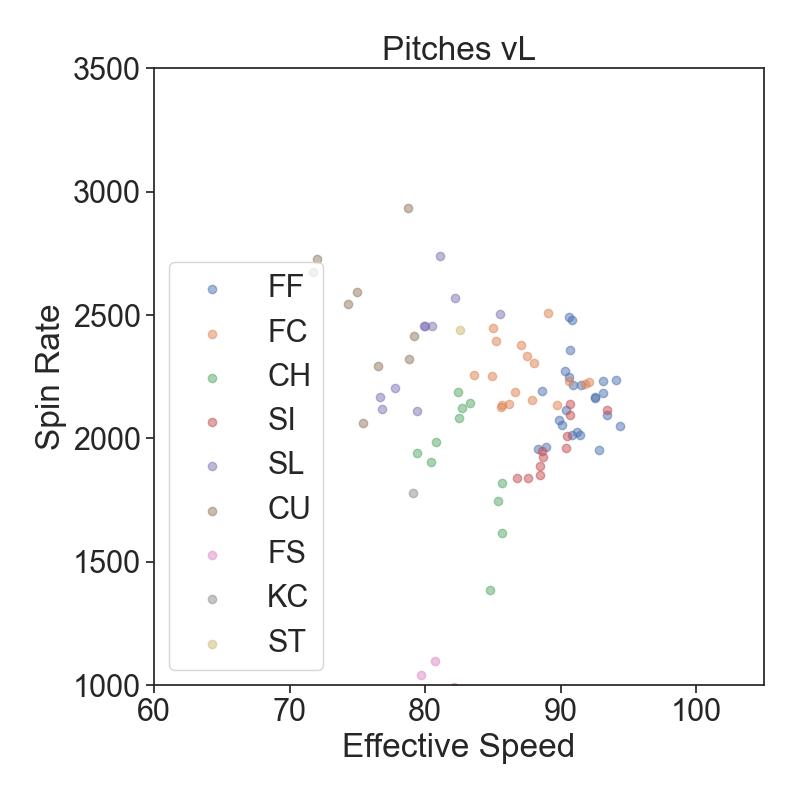 Pitches vL
3500
3000
2500
2000
1500
1000
Spin Rate
FF
FC
CH
SI
SL
CU
FS
KC
ST
60 70 80 90 100
Effective Speed